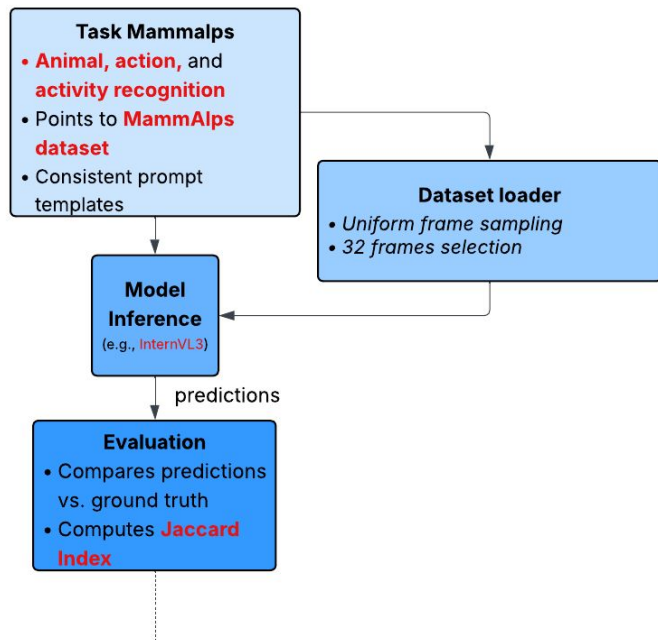 Task Mammalps
• Animal, action, and
activity recognition
• Points to MammAlps
dataset
• Consistent prompt
templates
Dataset loader
• Uniform frame sampling
• 32 frames selection
Model
Inference
(e.g., InternVL3)
predictions
Evaluation
• Compares predictions
vs. ground truth
• Computes Jaccard
Index